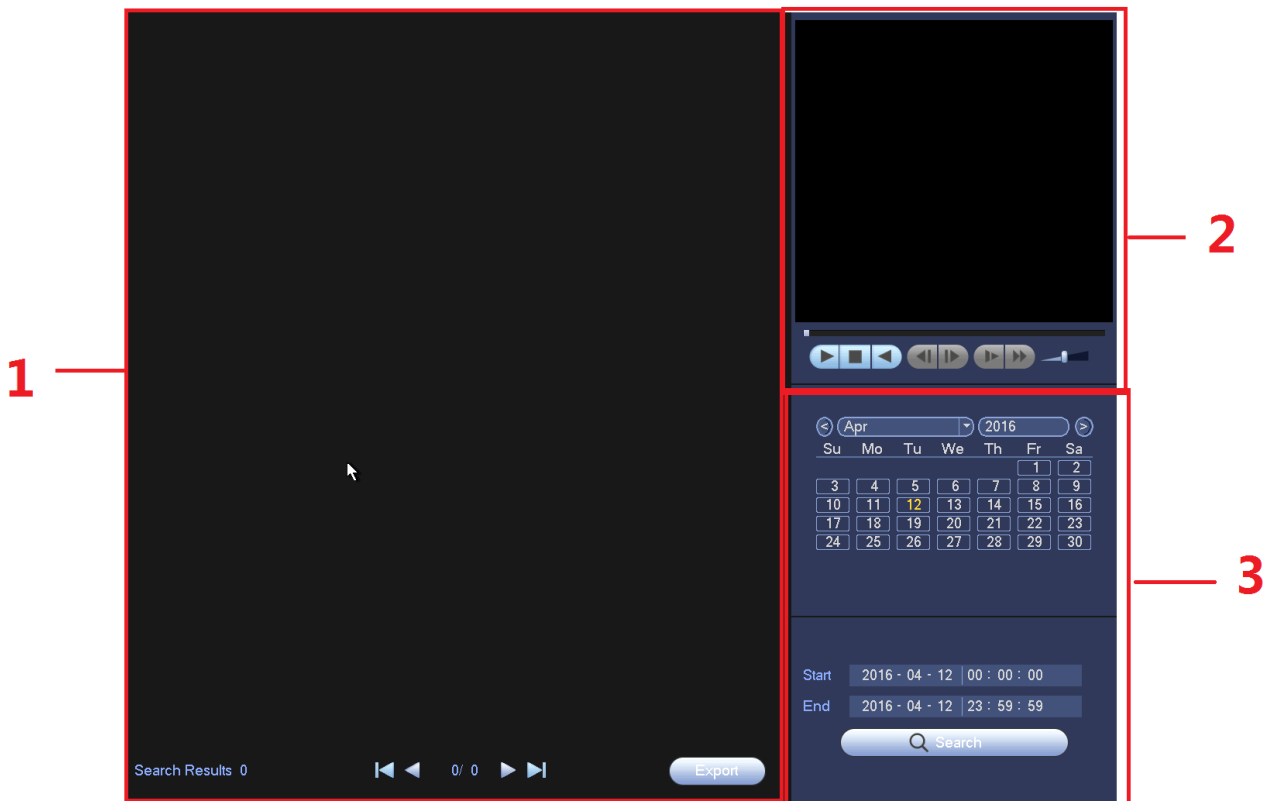 1
2
3
Apr 2016
Su Mo Tu We Th Fr Sa
1 2
3 4 5 6 7 8 9
10 11 12 13 14 15 16
17 18 19 20 21 22 23
24 25 26 27 28 29 30
Start 2016 - 04 - 12 00 : 00 : 00
End 2016 - 04 - 12 23 : 59 : 59
Search
Search Results 0 0/ 0 Export